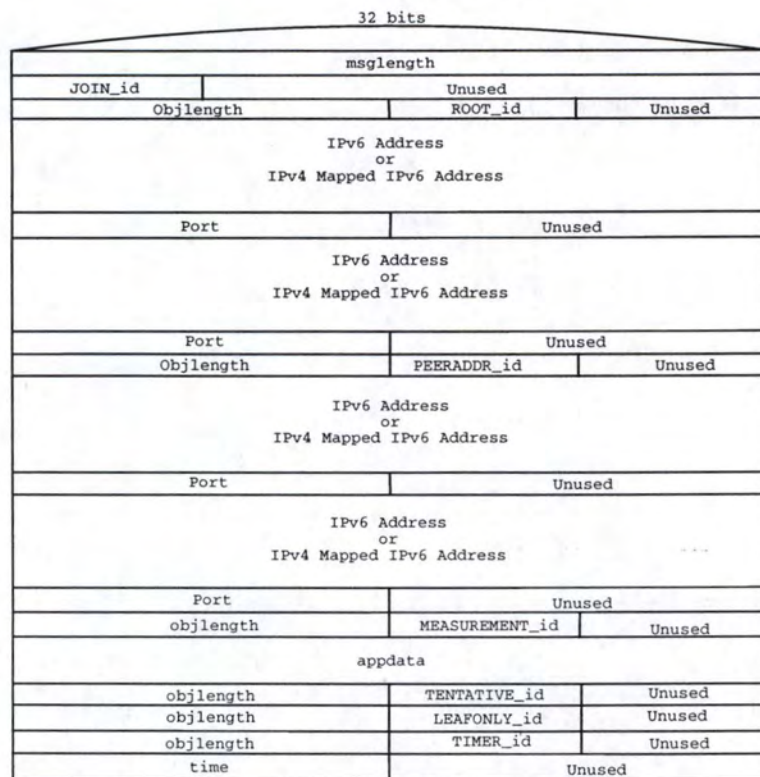 32 bits
msglength
JOIN_id Unused
Objlength ROOT_id Unused
IPv6 Address
or
IPv4 Mapped IPv6 Address
Port Unused
IPv6 Address
or
IPv4 Mapped IPv6 Address
Port Unused
Objlength PEERADDR_id Unused
IPv6 Address
or
IPv4 Mapped IPv6 Address
Port Unused
IPv6 Address
or
IPv4 Mapped IPv6 Address
Port Unused
objlength MEASUREMENT_id Unused
appdata
objlength TENTATIVE_id Unused
objlength LEAFONLY_id Unused
objlength TIMER_id Unused
time Unused